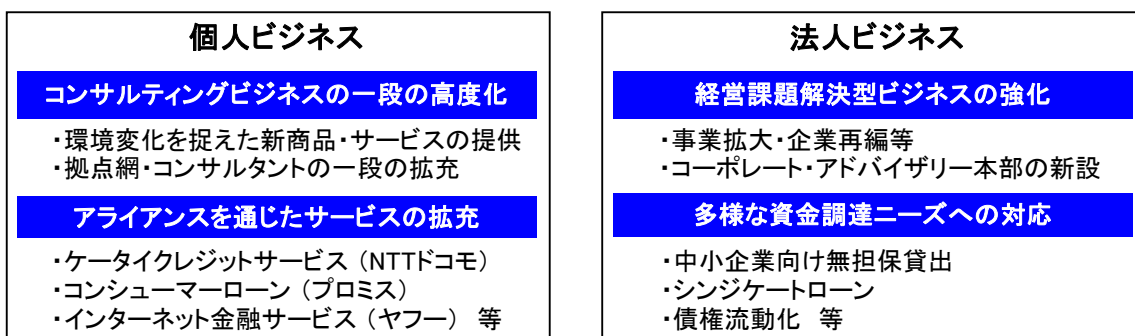 個人ビジネス
コンサルティングビジネスの一段の高度化
・環境変化を捉えた新商品・サービスの提供
・拠点網・コンサルタントの一段の拡充
アライアンスを通じたサービスの拡充
・ケータイクレジットサービス（NTTドコモ）
・コンシューマーローン（プロミス）
・インターネット金融サービス（ヤフー） 等
法人ビジネス
経営課題解決型ビジネスの強化
・事業拡大・企業再編等
・コーポレート・アドバイザリー本部の新設
多様な資金調達ニーズへの対応
・中小企業向け無担保貸出
・シンジケートローン
・債権流動化 等